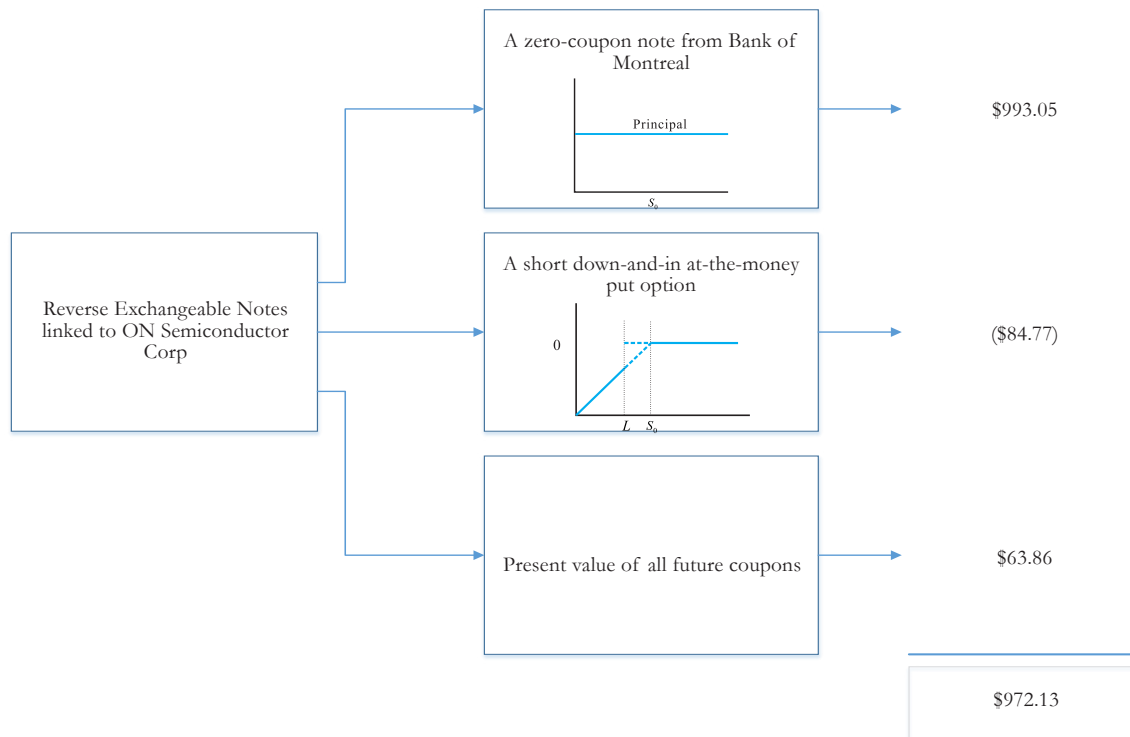 A zero-coupon note from Bank of
Montreal
Principal
S₀
$993.05
Reverse Exchangeable Notes
linked to ON Semiconductor
Corp
A short down-and-in at-the-money
put option
0
L S₀
($84.77)
Present value of all future coupons
$63.86
$972.13